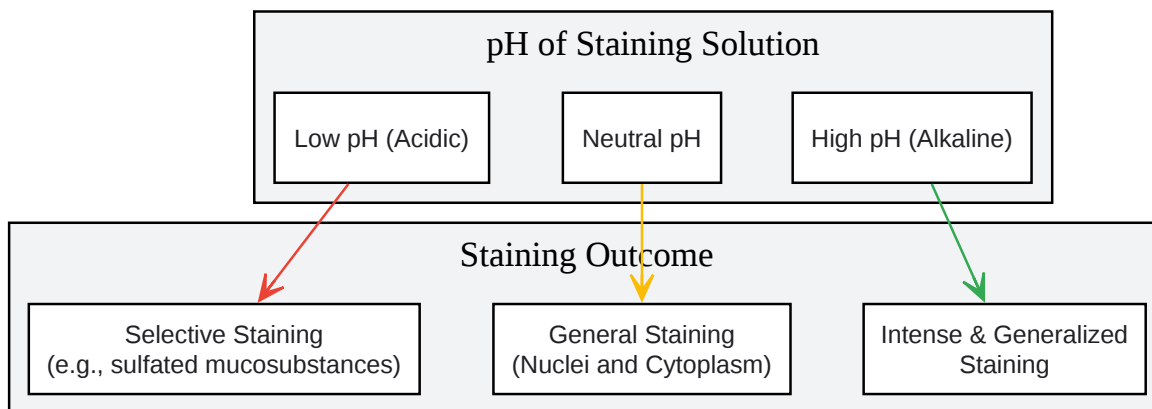 pH of Staining Solution
Low pH (Acidic)
Neutral pH
High pH (Alkaline)
Staining Outcome
Selective Staining
(e.g., sulfated mucosubstances)
General Staining
(Nuclei and Cytoplasm)
Intense & Generalized
Staining